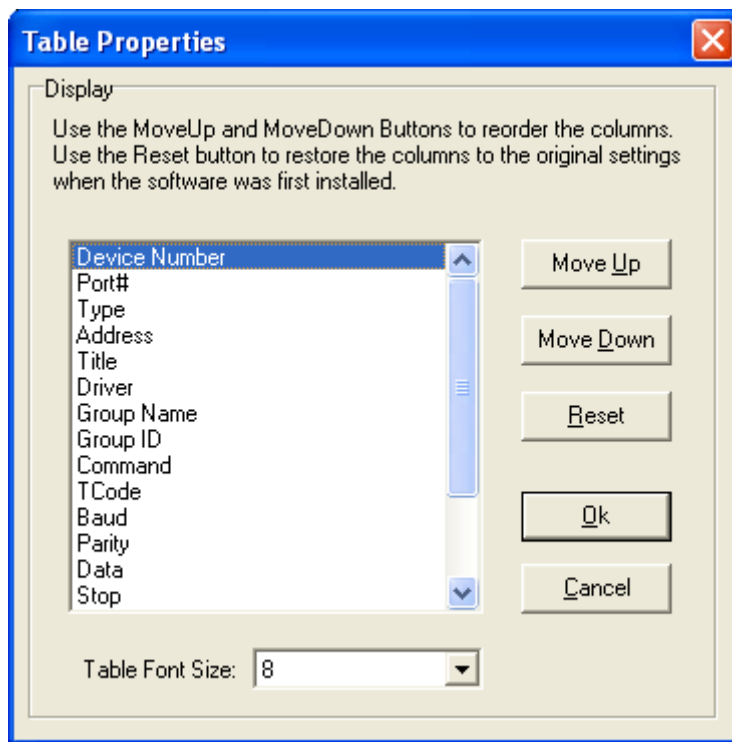 Table Properties
Display
Use the MoveUp and MoveDown Buttons to reorder the columns.
Use the Reset button to restore the columns to the original settings
when the software was first installed.
Device Number
Port#
Type
Address
Title
Driver
Group Name
Group ID
Command
TCode
Baud
Parity
Data
Stop
Move Up
Move Down
Reset
Ok
Cancel
Table Font Size: 8